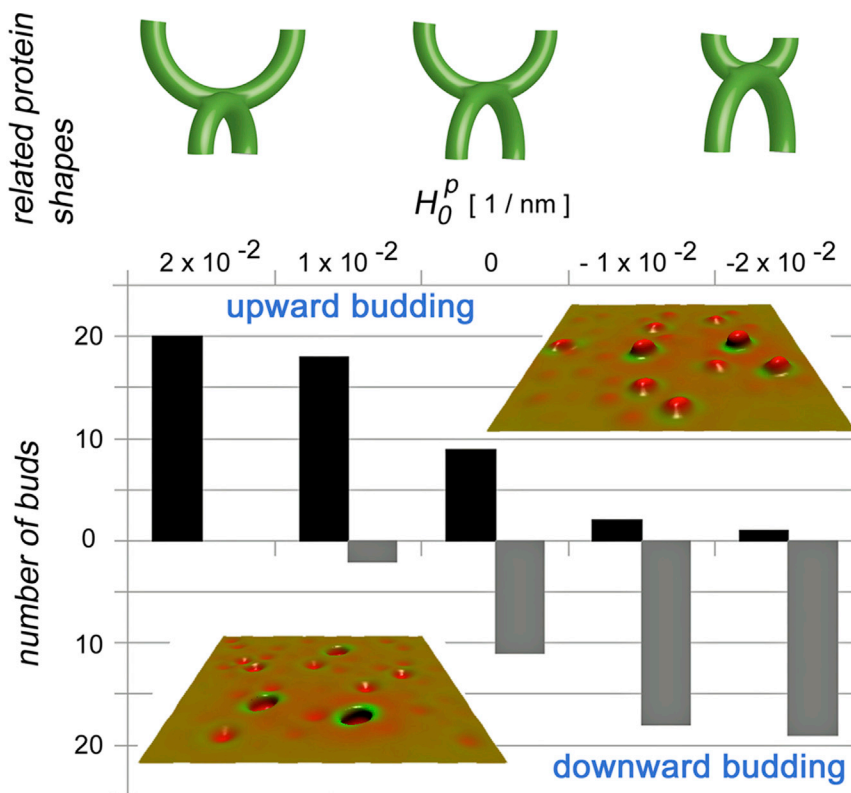 related protein
shapes
H₀ᵖ [ 1 / nm ]
2 x 10⁻² 1 x 10⁻² 0 - 1 x 10⁻² -2 x 10⁻²
upward budding
20
10
0
10
20
number of buds
downward budding